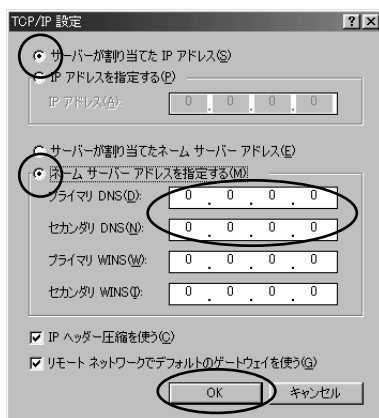 TCP/IP 設定
サーバーが割り当てた IP アドレス(S)
IP アドレスを指定する(P)
IP アドレス(A): 0 . 0 . 0 . 0
サーバーが割り当てたネーム サーバー アドレス(E)
ネーム サーバー アドレスを指定する(M)
プライマリ DNS(D): 0 . 0 . 0 . 0
セカンダリ DNS(N): 0 . 0 . 0 . 0
プライマリ WINS(W): 0 . 0 . 0 . 0
セカンダリ WINS(I): 0 . 0 . 0 . 0
IP ヘッダー圧縮を使う(C)
リモート ネットワークでデフォルトのゲートウェイを使う(G)
OK キャンセル